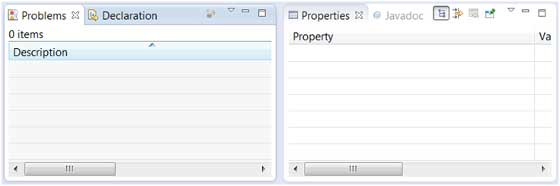 Problems Declaration
0 items
Description
Properties Javadoc
Property Va